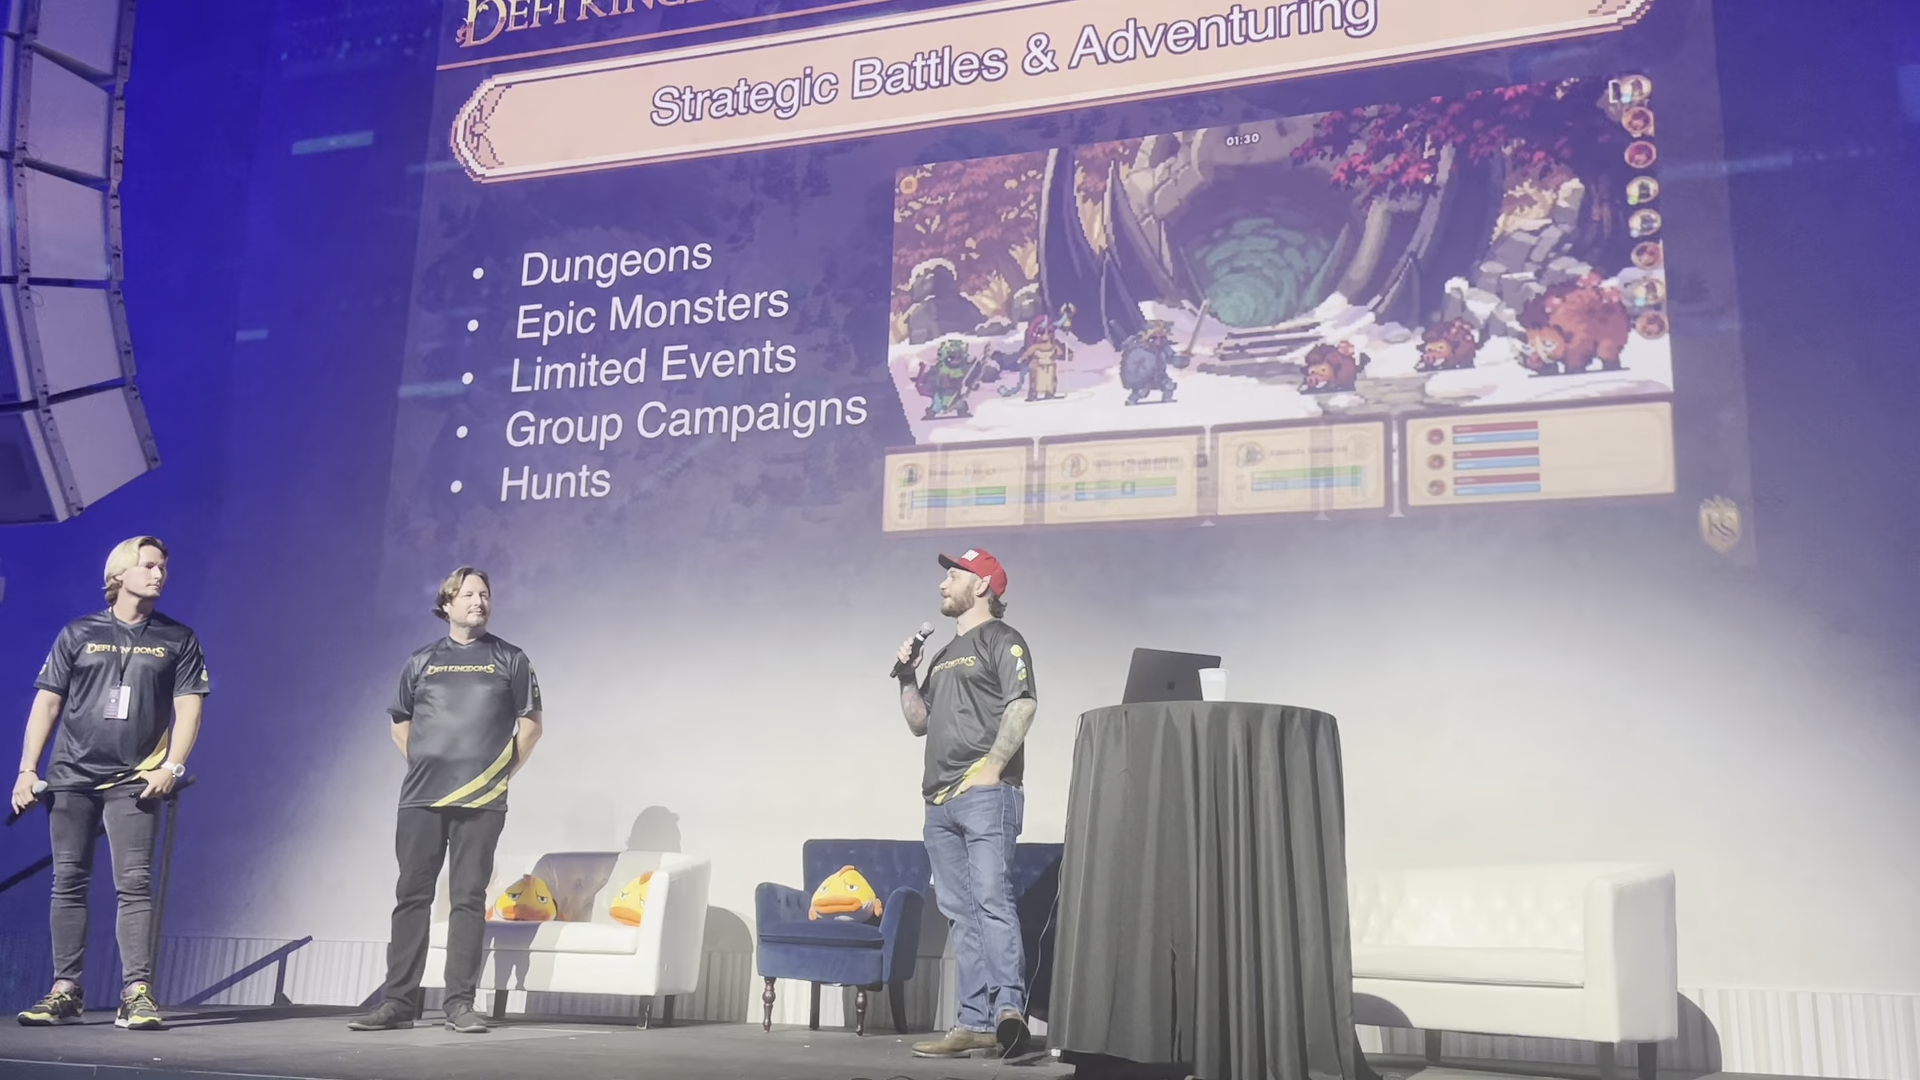 DEFI KINGD
Strategic Battles & Adventuring
01:30
• Dungeons
• Epic Monsters
• Limited Events
• Group Campaigns
• Hunts
DEFI KINGDOMS
DEFI KINGDOMS
DEFI KINGDOMS